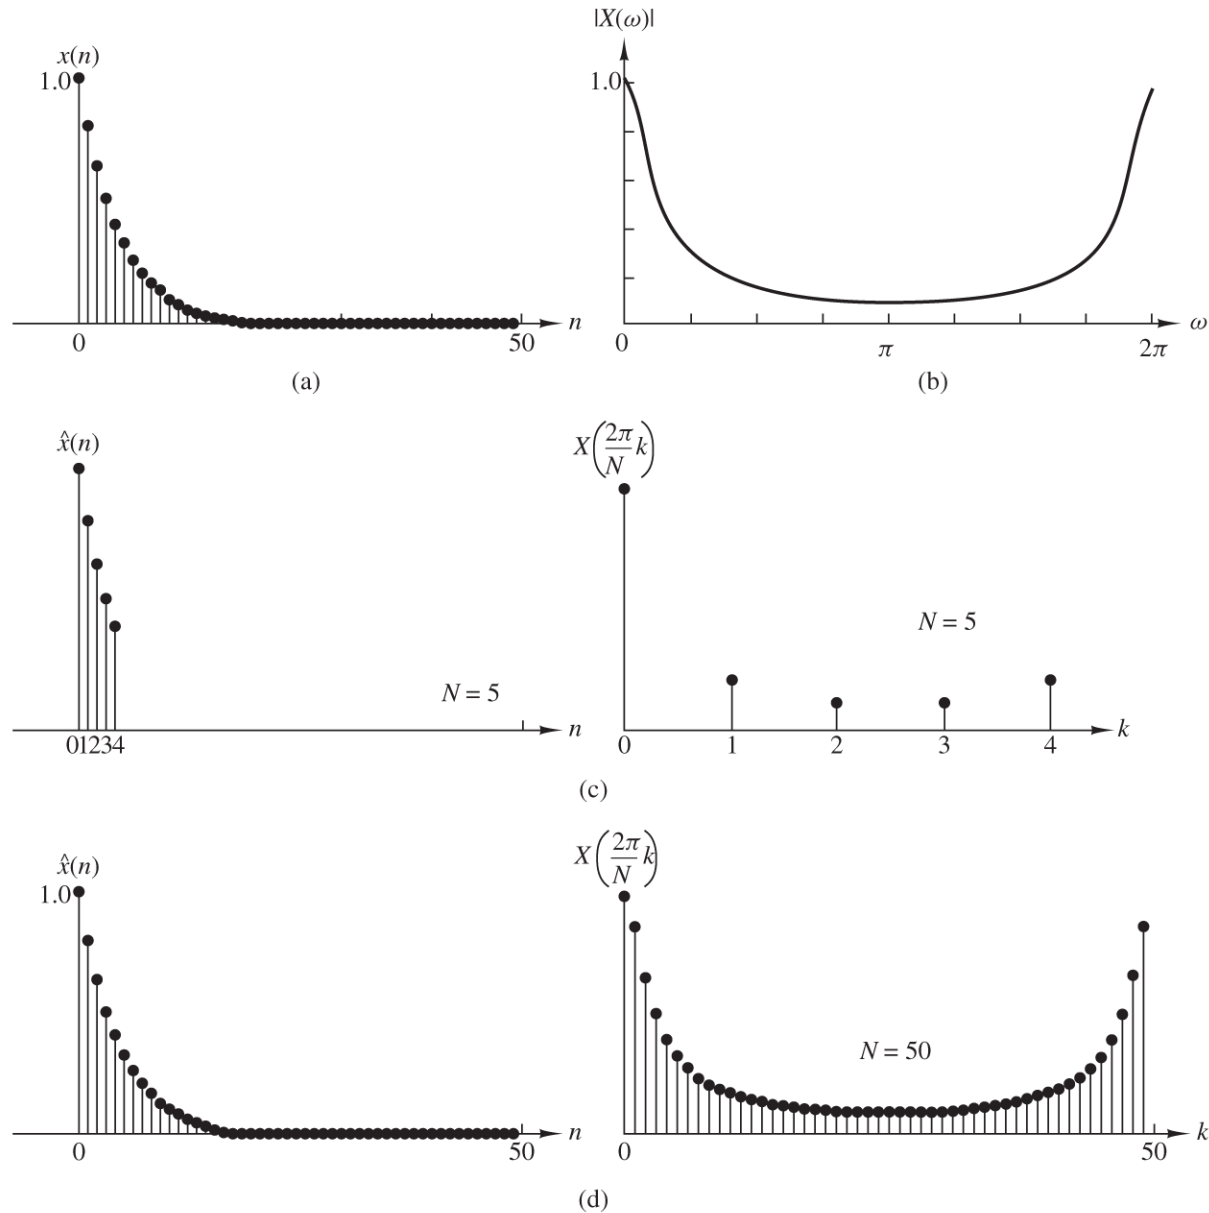 x(n)
1.0
0
50
n
(a)
|X(ω)|
1.0
0
π
2π
ω
(b)
x̂(n)
N = 5
01234
n
X(2π/N k)
N = 5
0 1 2 3 4
k
(c)
x̂(n)
1.0
0
50
n
X(2π/N k)
N = 50
0
50
k
(d)